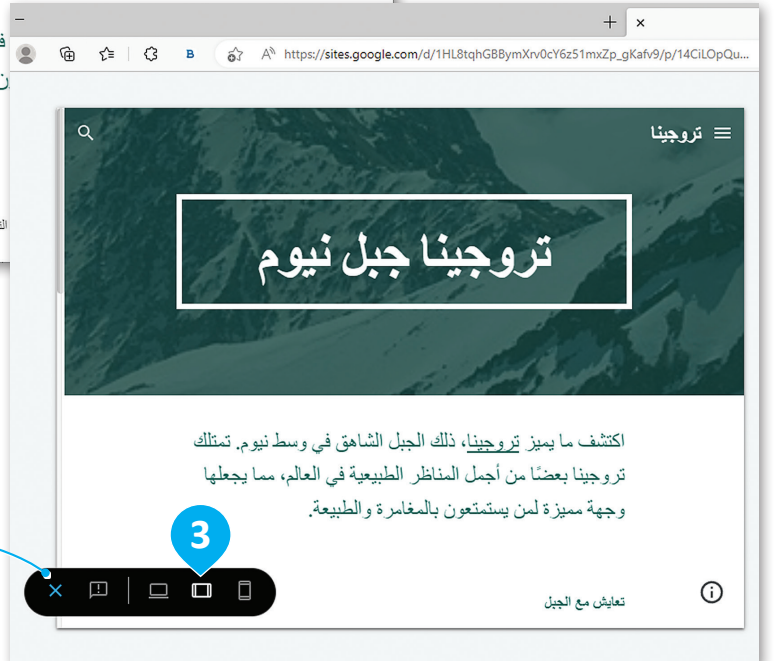 B
A
https://sites.google.com/d/1HL8tqhGBBymXrv0cY6z51mxZp_gKafv9/p/14CiLOpQu...
تروجينا
تروجينا جبل نيوم
اكتشف ما يميز تروجينا، ذلك الجبل الشاهق في وسط نيوم. تمتلك
تروجينا بعضًا من أجمل المناظر الطبيعية في العالم، مما يجعلها
وجهة مميزة لمن يستمتعون بالمغامرة والطبيعة.
3
تعايش مع الجبل